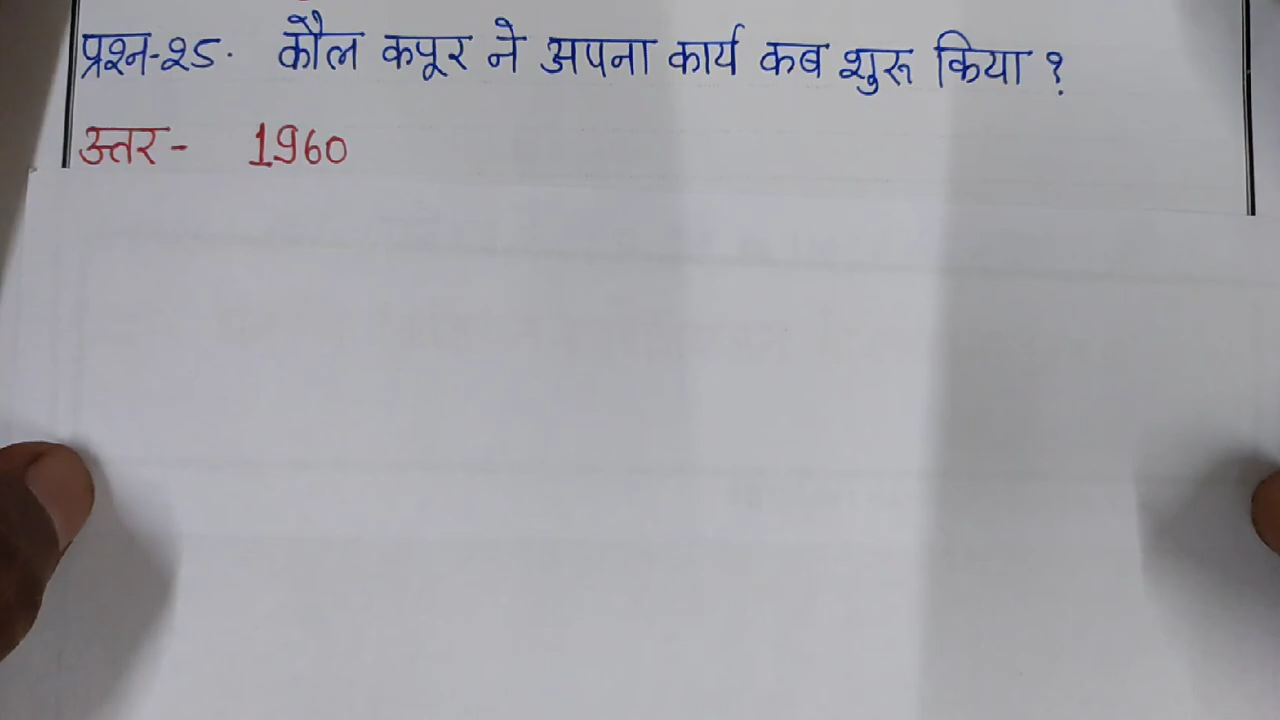 प्रश्न-25. कौल कपूर ने अपना कार्य कब शुरू किया ?
उत्तर- 1960